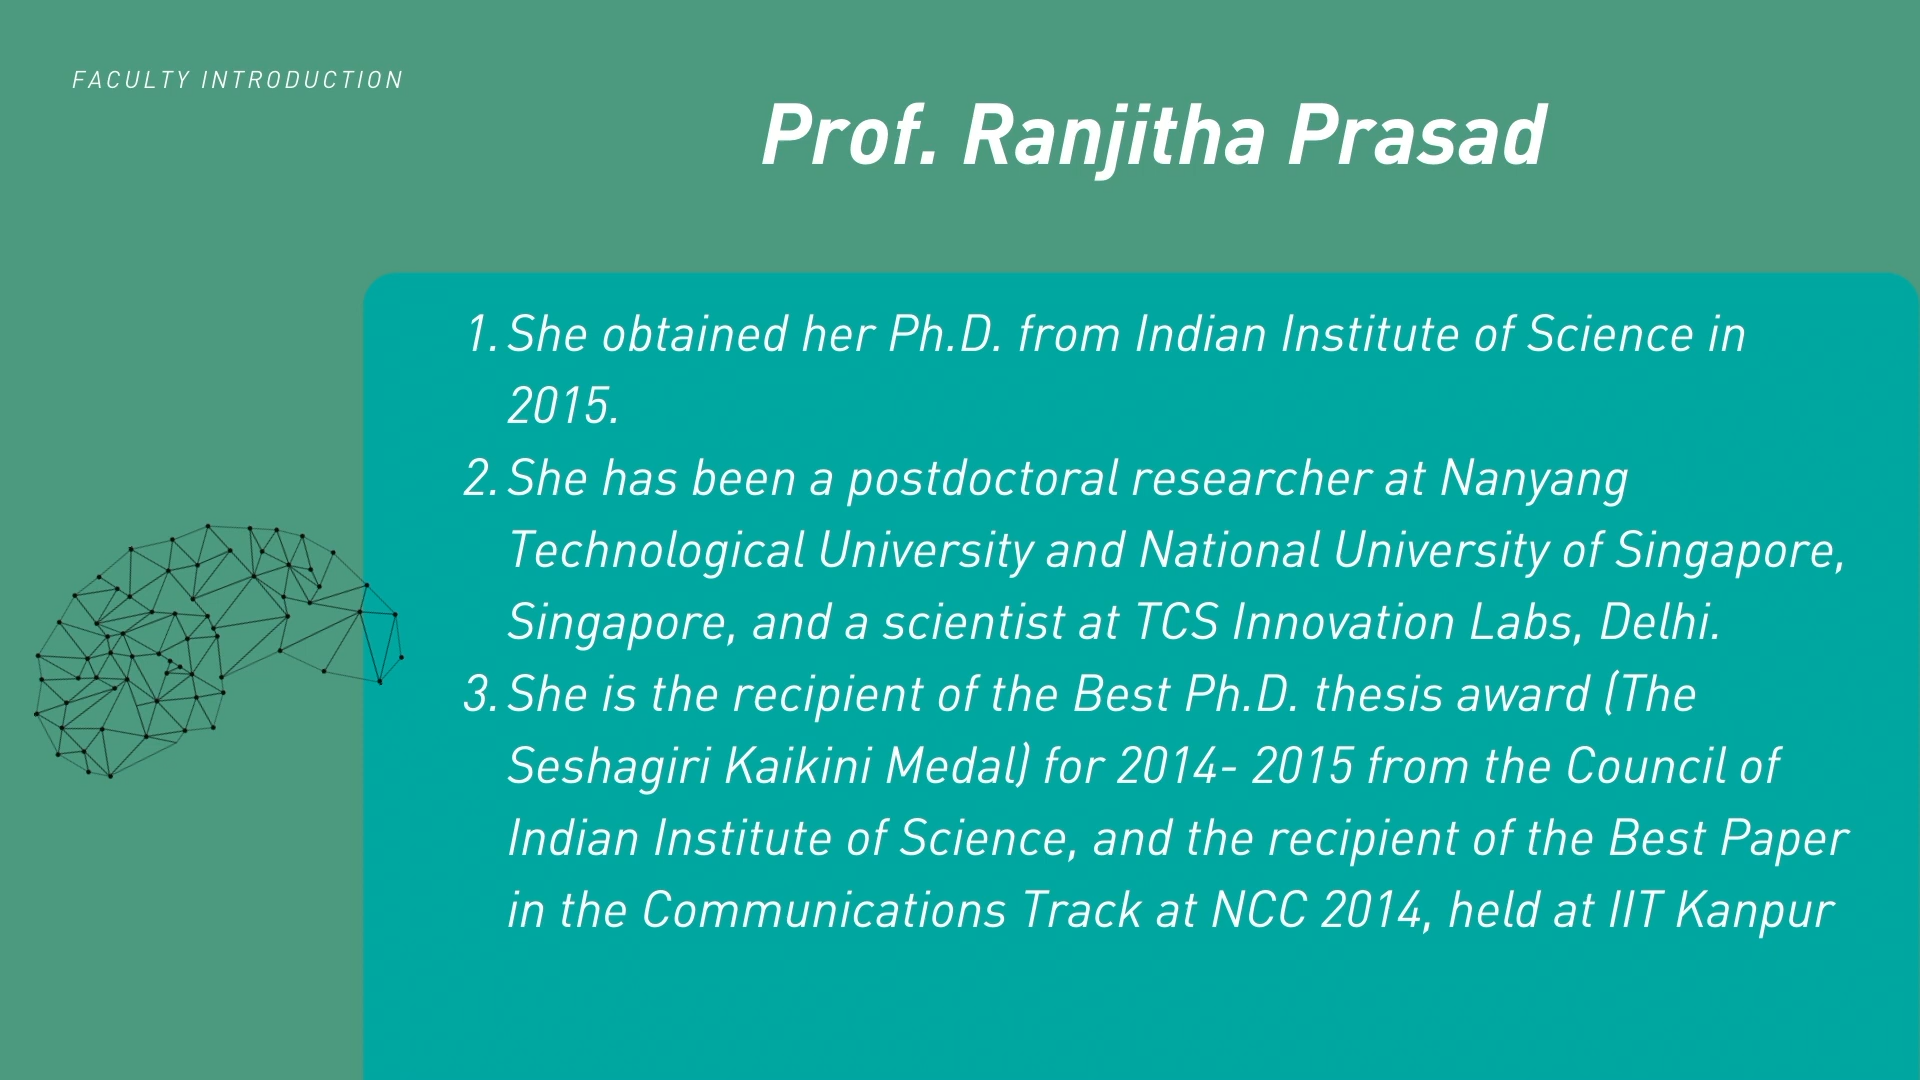 FACULTY INTRODUCTION
Prof. Ranjitha Prasad
1. She obtained her Ph.D. from Indian Institute of Science in
2015.
2. She has been a postdoctoral researcher at Nanyang
Technological University and National University of Singapore,
Singapore, and a scientist at TCS Innovation Labs, Delhi.
3. She is the recipient of the Best Ph.D. thesis award (The
Seshagiri Kaikini Medal) for 2014- 2015 from the Council of
Indian Institute of Science, and the recipient of the Best Paper
in the Communications Track at NCC 2014, held at IIT Kanpur